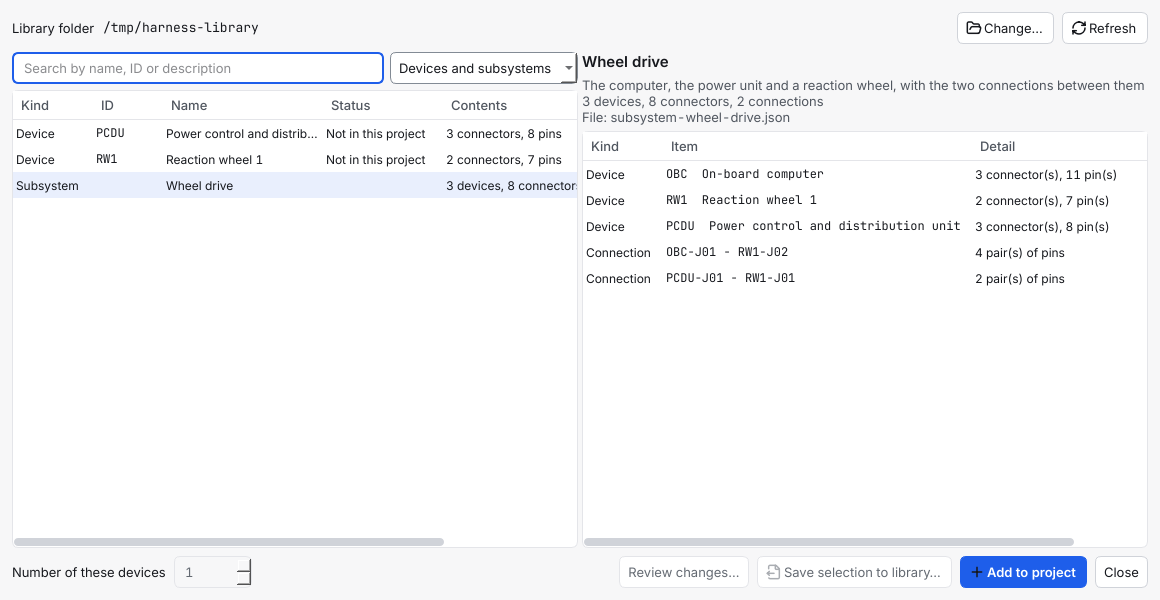 Library folder /tmp/harness-library
Change...
Refresh
Search by name, ID or description
Devices and subsystems
Kind ID Name Status Contents
Device PCDU Power control and distrib... Not in this project 3 connectors, 8 pins
Device RW1 Reaction wheel 1 Not in this project 2 connectors, 7 pins
Subsystem Wheel drive 3 devices, 8 connectors
Wheel drive
The computer, the power unit and a reaction wheel, with the two connections between them
3 devices, 8 connectors, 2 connections
File: subsystem-wheel-drive.json
Kind Item Detail
Device OBC On-board computer 3 connector(s), 11 pin(s)
Device RW1 Reaction wheel 1 2 connector(s), 7 pin(s)
Device PCDU Power control and distribution unit 3 connector(s), 8 pin(s)
Connection OBC-J01 - RW1-J02 4 pair(s) of pins
Connection PCDU-J01 - RW1-J01 2 pair(s) of pins
Number of these devices 1
Review changes...
Save selection to library...
Add to project
Close